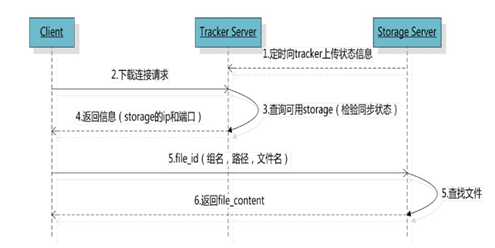 Client
Tracker Server
Storage Server
1.定时向tracker上传状态信息
2.下载连接请求
3.查询可用storage（检验同步状态）
4.返回信息（storage的ip和端口）
5.file_id（组名，路径，文件名）
5.查找文件
6.返回file_content